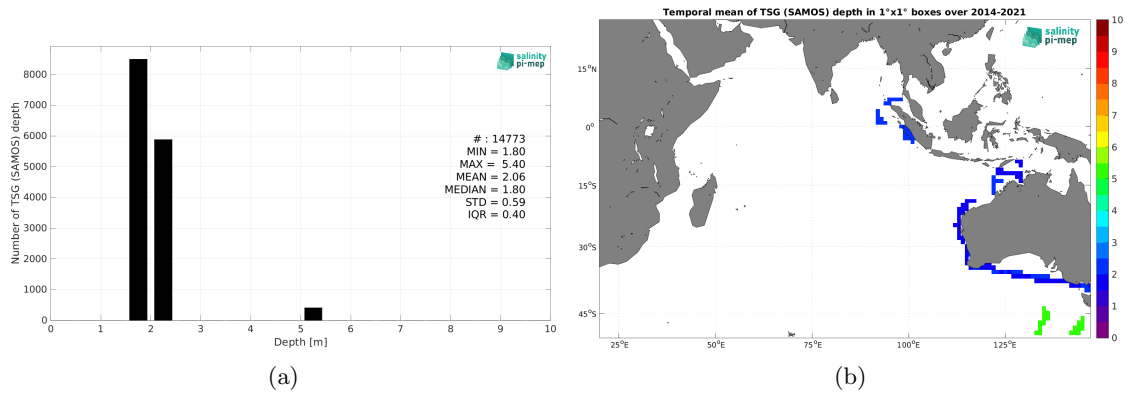 salinity
pi-mep
Number of TSG (SAMOS) depth
8000
7000
6000
5000
4000
3000
2000
1000
0
# : 14773
MIN = 1.80
MAX = 5.40
MEAN = 2.06
MEDIAN = 1.80
STD = 0.59
IQR = 0.40
0 1 2 3 4 5 6 7 8 9 10
Depth [m]
(a)
Temporal mean of TSG (SAMOS) depth in 1°x1° boxes over 2014-2021
salinity
pi-mep
15°N
0°
15°S
30°S
45°S
25°E 50°E 75°E 100°E 125°E
10
9
8
7
6
5
4
3
2
1
0
(b)